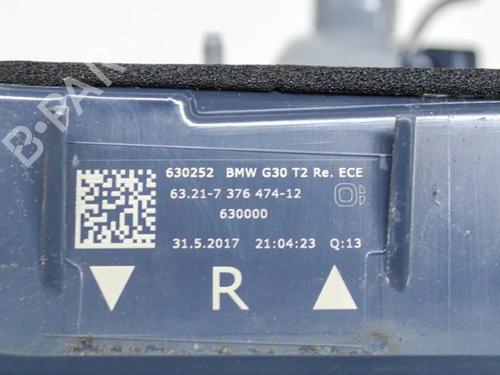 B-PARTS
630252 BMW G30 T2 Re. ECE
63.21-7 376 474-12
630000
31.5.2017 21:04:23 Q:13
R